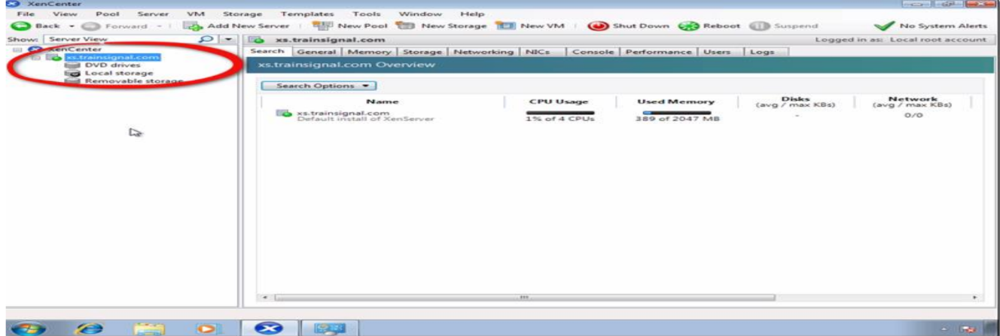 XenCenter
File View Pool Server VM Storage Templates Tools Window Help
Back Forward Add New Server New Pool New Storage New VM Shut Down Reboot Suspend No System Alerts
Show: Server View xs.trainsignal.com Logged in as: Local root account
XenCenter
xs.trainsignal.com
DVD drives
Local storage
Removable storage
Search General Memory Storage Networking NICs Console Performance Users Logs
xs.trainsignal.com Overview
Search Options
Name CPU Usage Used Memory Disks (avg / max KBs) Network (avg / max KBs)
xs.trainsignal.com
Default install of XenServer 1% of 4 CPUs 389 of 2047 MB - 0/0